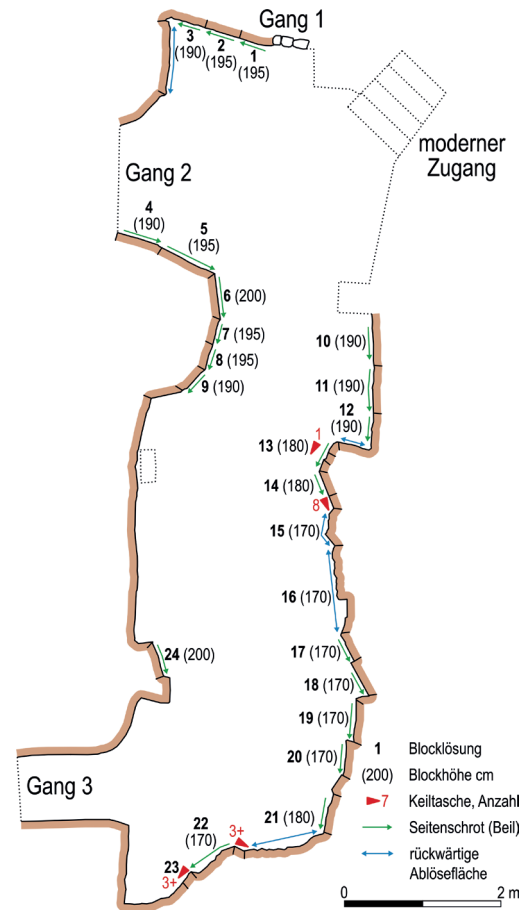 Gang 1
3
(190)
2
(195)
1
(195)
moderner
Zugang
Gang 2
4
(190)
5
(195)
6 (200)
7 (195)
8 (195)
9 (190)
10 (190)
11 (190)
12
(190)
1
13 (180)
14 (180)
8
15 (170)
16 (170)
17 (170)
24 (200)
18 (170)
19 (170)
20 (170)
Gang 3
21 (180)
22
(170)
3+
23
3+
1 Blocklösung
(200) Blockhöhe cm
7 Keiltasche, Anzahl
Seitenschrot (Beil)
rückwärtige
Ablösefläche
0 2 m